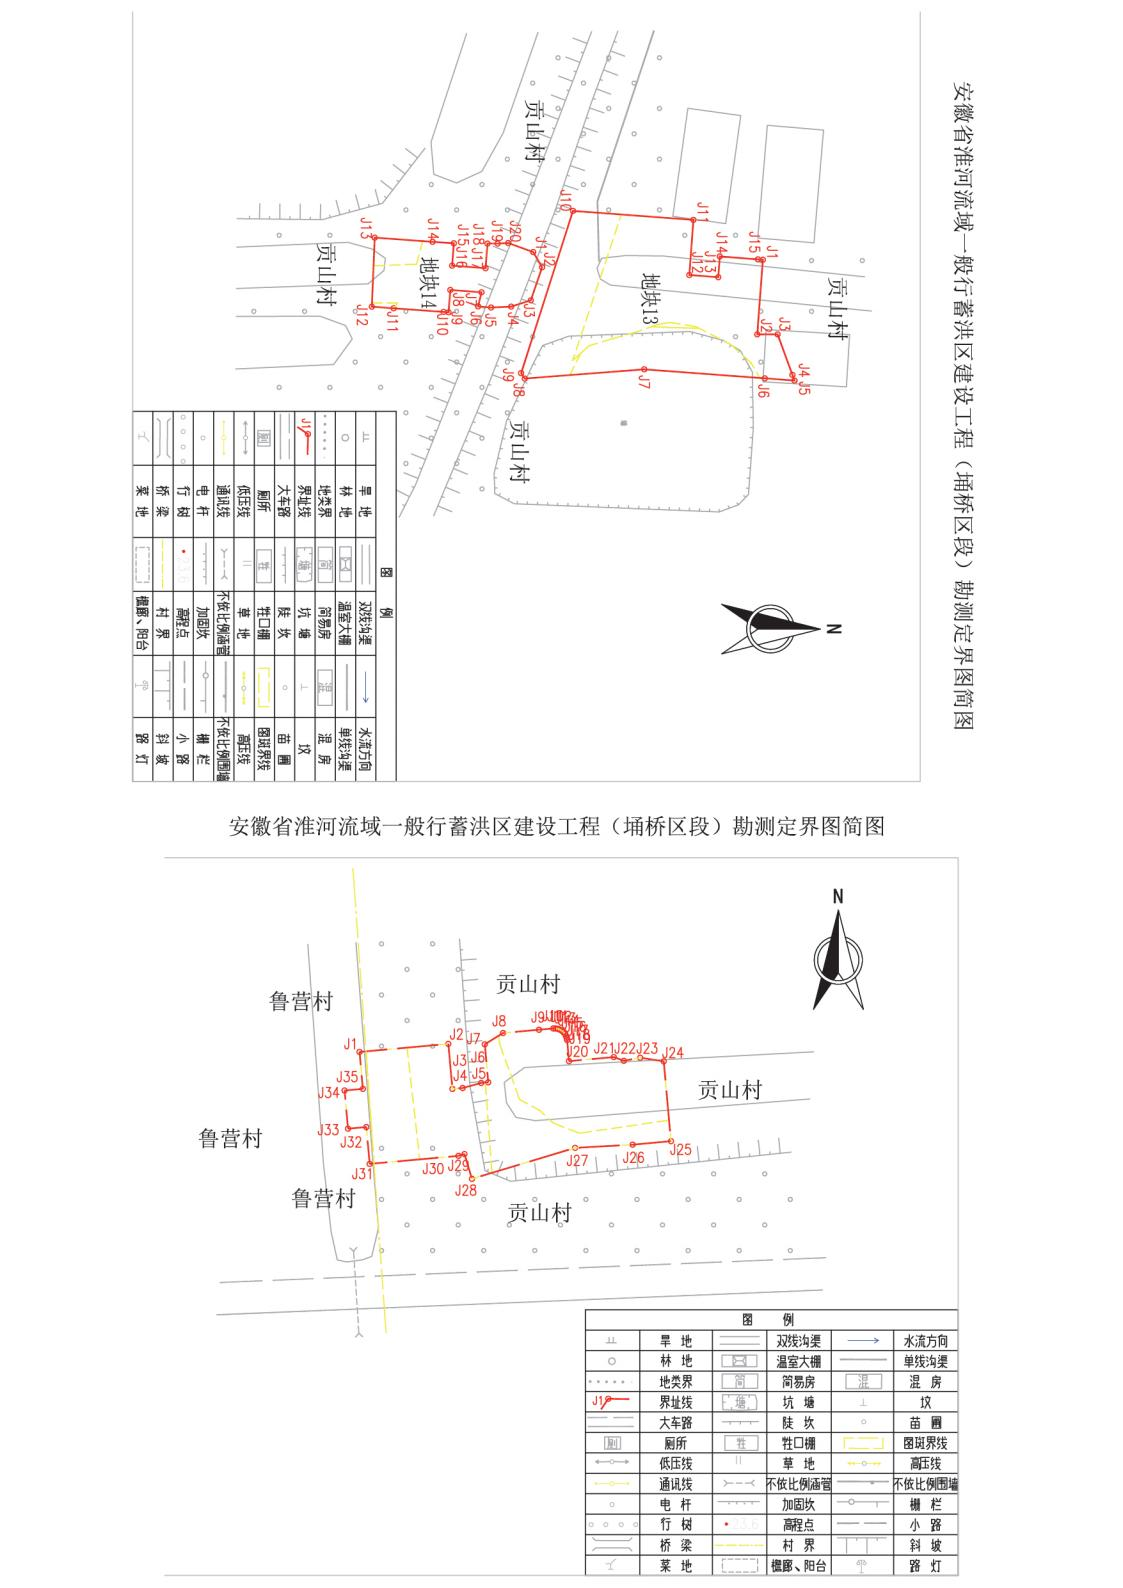 安徽省淮河流域一般行蓄洪区建设工程（埇桥区段）勘测定界图简图
N
贡山村
贡山村
贡山村
贡山村
地块13
地块14
J1
J2
J3
J4
J5
J6
J7
J8
J9
J10
J11
J12
J13
J14
J15
J1
J2
J3
J4
J5
J6
J7
J8
J9
J10
J11
J12
J13
J14
J15
J16
J17
J18
J19
J20
图 例
旱 地 双线沟渠 水流方向
林 地 温室大棚 单线沟渠
地类界 简 简易房 混 混 房
J1 界址线 塘 坑 塘 坟
大车路 陡 坎 苗 圃
厕 厕所 牲 牲口棚 图斑界线
低压线 草 地 高压线
通讯线 不依比例涵管 不依比例围墙
电 杆 加固坎 栅 栏
行 树 23.6 高程点 小 路
桥 梁 村 界 斜 坡
菜 地 檐廊、阳台 路 灯
安徽省淮河流域一般行蓄洪区建设工程（埇桥区段）勘测定界图简图
N
贡山村
鲁营村
贡山村
鲁营村
鲁营村
贡山村
J1
J2
J3
J4
J5
J6
J7
J8
J9
J19
J20
J21
J22
J23
J24
J25
J26
J27
J28
J29
J30
J31
J32
J33
J34
J35
图 例
旱 地 双线沟渠 水流方向
林 地 温室大棚 单线沟渠
地类界 简 简易房 混 混 房
J1 界址线 塘 坑 塘 坟
大车路 陡 坎 苗 圃
厕 厕所 牲 牲口棚 图斑界线
低压线 草 地 高压线
通讯线 不依比例涵管 不依比例围墙
电 杆 加固坎 栅 栏
行 树 23.6 高程点 小 路
桥 梁 村 界 斜 坡
菜 地 檐廊、阳台 路 灯